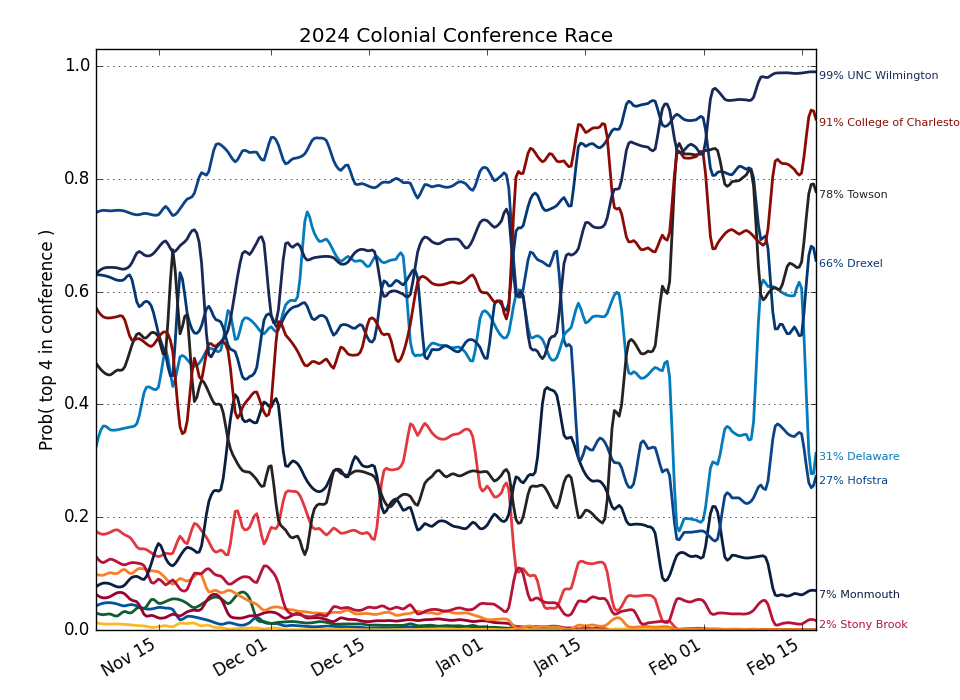 2024 Colonial Conference Race
Prob( top 4 in conference )
1.0
0.8
0.6
0.4
0.2
0.0
Nov 15
Dec 01
Dec 15
Jan 01
Jan 15
Feb 01
Feb 15
99% UNC Wilmington
91% College of Charlesto
78% Towson
66% Drexel
31% Delaware
27% Hofstra
7% Monmouth
2% Stony Brook